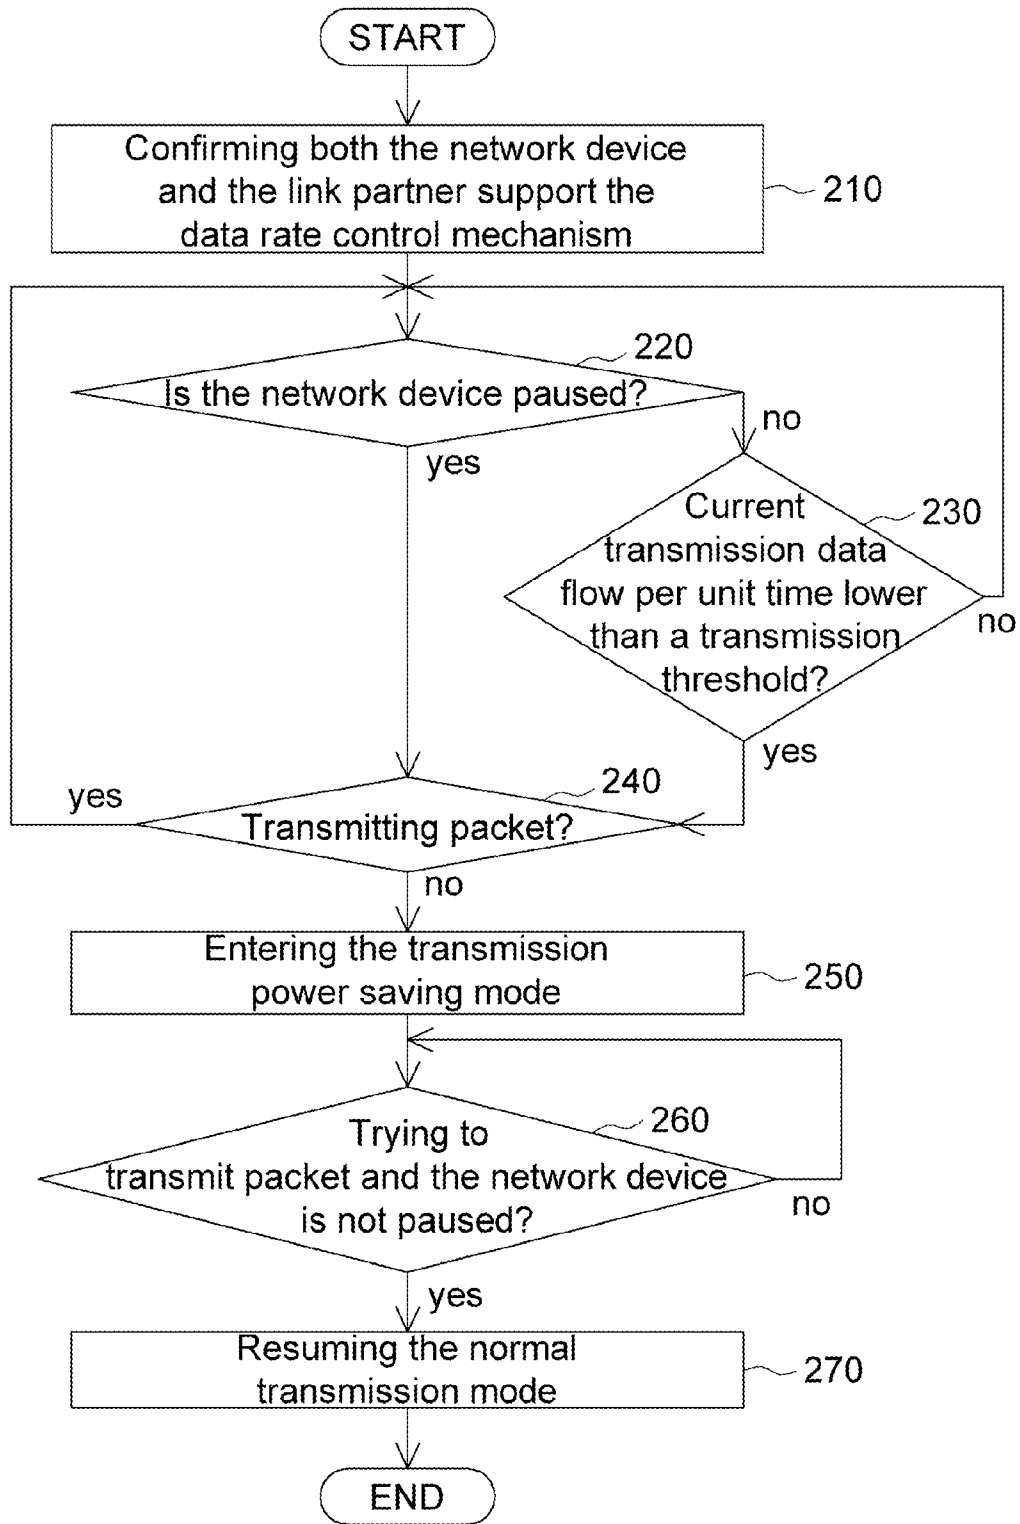 START
Confirming both the network device
and the link partner support the
data rate control mechanism
210
220
Is the network device paused?
no
yes
230
Current
transmission data
flow per unit time lower
than a transmission
threshold?
no
yes
240
yes
Transmitting packet?
no
Entering the transmission
power saving mode
250
260
Trying to
transmit packet and the network device
is not paused?
no
yes
Resuming the normal
transmission mode
270
END